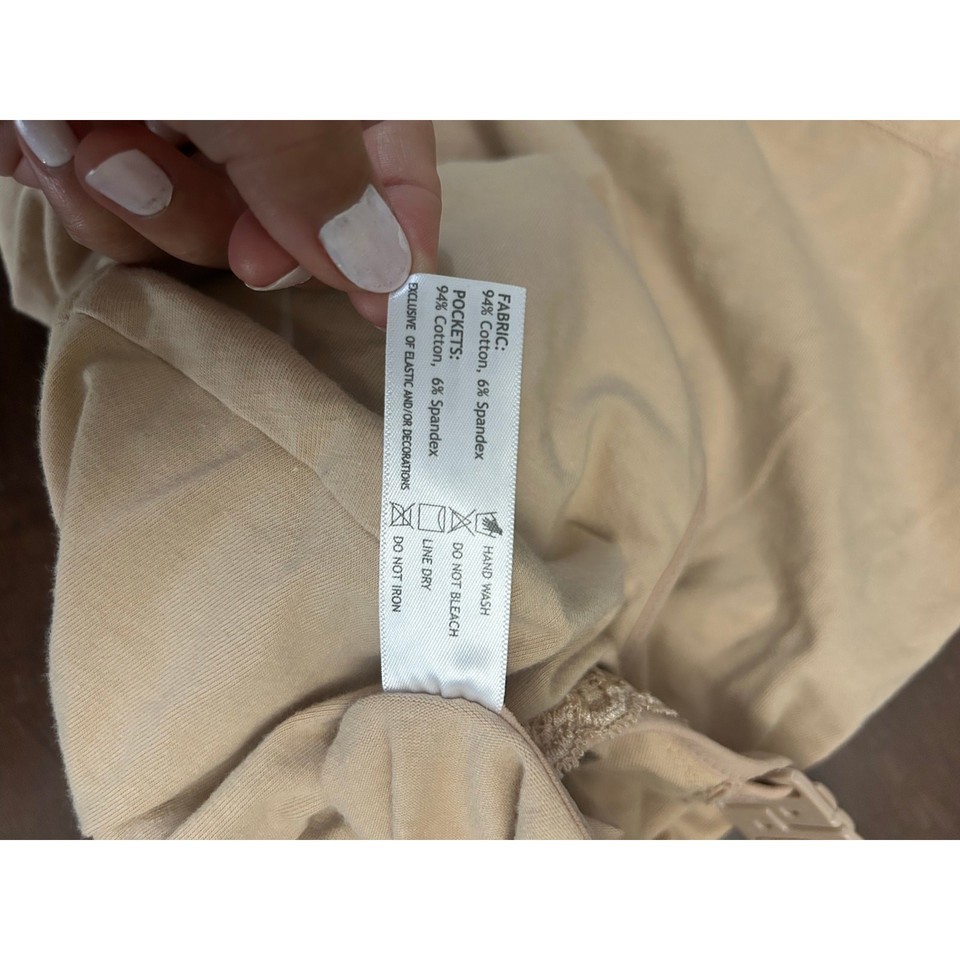 FABRIC:
94% Cotton, 6% Spandex
POCKETS:
94% Cotton, 6% Spandex
EXCLUSIVE OF ELASTIC AND/OR DECORATIONS
HAND WASH
DO NOT BLEACH
LINE DRY
DO NOT IRON